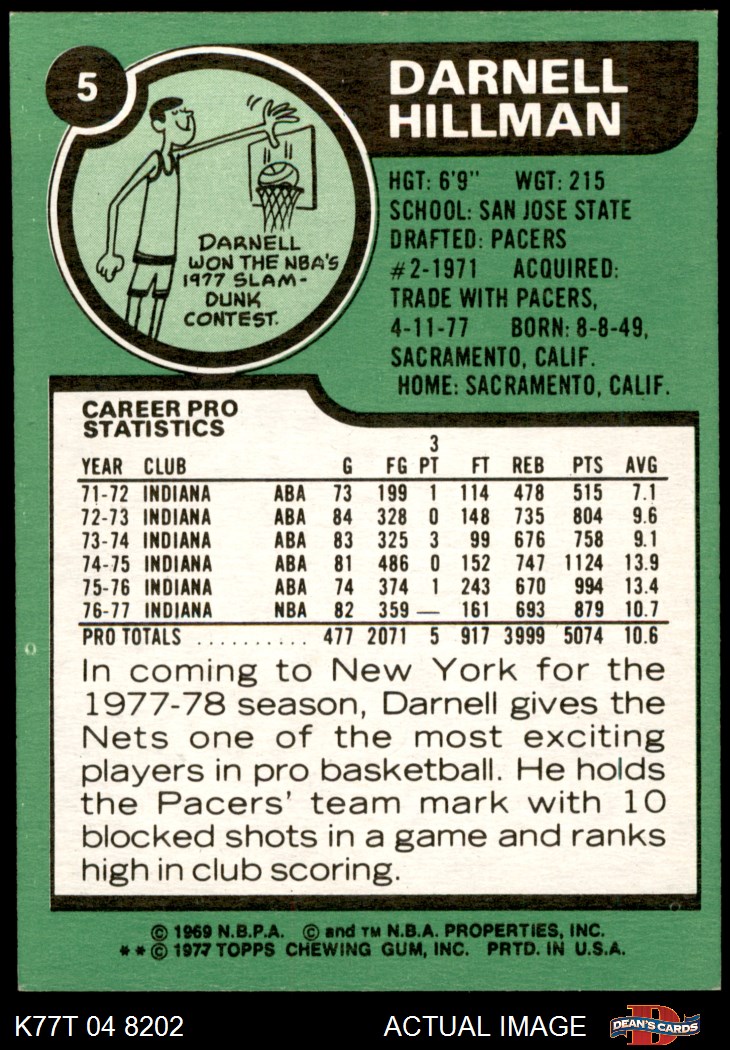 5
DARNELL
HILLMAN
DARNELL
WON THE NBA'S
1977 SLAM-
DUNK
CONTEST.
HGT: 6'9" WGT: 215
SCHOOL: SAN JOSE STATE
DRAFTED: PACERS
#2-1971 ACQUIRED:
TRADE WITH PACERS,
4-11-77 BORN: 8-8-49,
SACRAMENTO, CALIF.
HOME: SACRAMENTO, CALIF.
CAREER PRO
STATISTICS
YEAR CLUB G FG 3 PT FT REB PTS AVG
71-72 INDIANA ABA 73 199 1 114 478 515 7.1
72-73 INDIANA ABA 84 328 0 148 735 804 9.6
73-74 INDIANA ABA 83 325 3 99 676 758 9.1
74-75 INDIANA ABA 81 486 0 152 747 1124 13.9
75-76 INDIANA ABA 74 374 1 243 670 994 13.4
76-77 INDIANA NBA 82 359 — 161 693 879 10.7
PRO TOTALS .......... 477 2071 5 917 3999 5074 10.6
In coming to New York for the
1977-78 season, Darnell gives the
Nets one of the most exciting
players in pro basketball. He holds
the Pacers' team mark with 10
blocked shots in a game and ranks
high in club scoring.
© 1969 N.B.P.A. © and TM N.B.A. PROPERTIES, INC.
**© 1977 TOPPS CHEWING GUM, INC. PRTD. IN U.S.A.
K77T 04 8202 ACTUAL IMAGE D DEAN'S CARDS